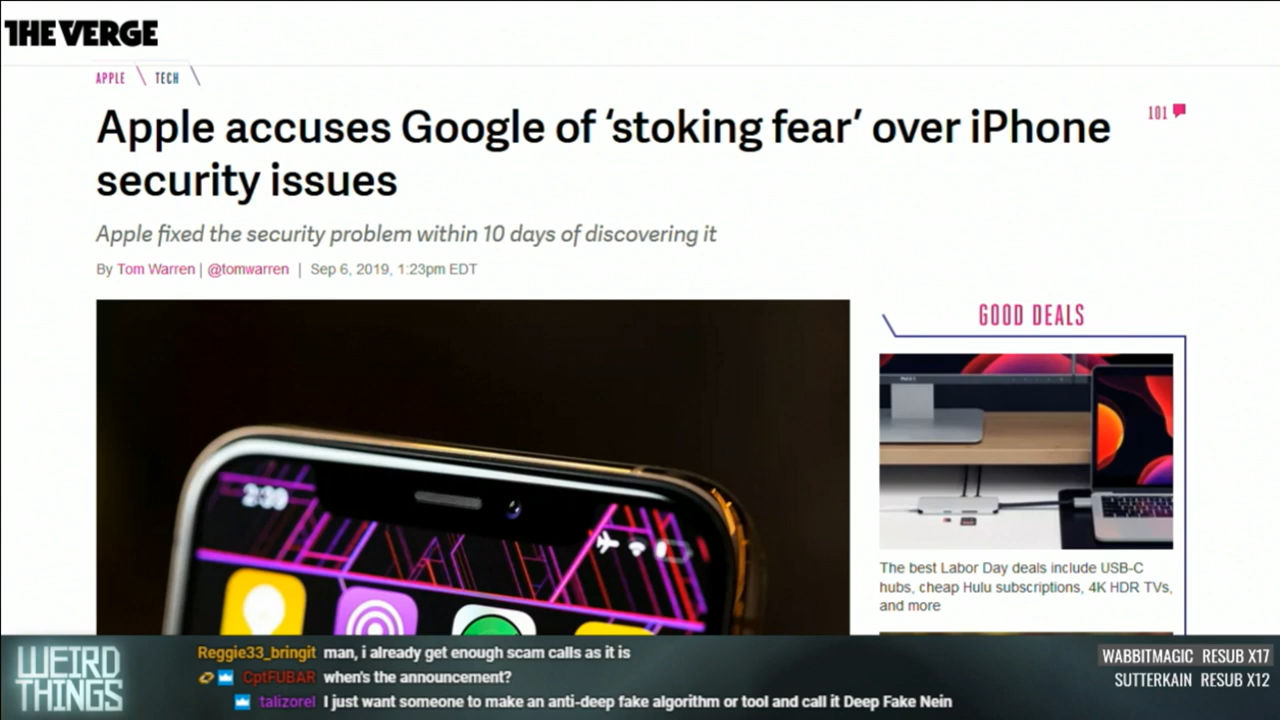 THE VERGE
APPLE TECH
Apple accuses Google of ‘stoking fear’ over iPhone
security issues
101
Apple fixed the security problem within 10 days of discovering it
By Tom Warren | @tomwarren | Sep 6, 2019, 1:23pm EDT
GOOD DEALS
2:39
The best Labor Day deals include USB-C
hubs, cheap Hulu subscriptions, 4K HDR TVs,
and more
WEIRD
THINGS
Reggie33_bringit man, i already get enough scam calls as it is
CptFUBAR when's the announcement?
talizorel I just want someone to make an anti-deep fake algorithm or tool and call it Deep Fake Nein
WABBITMAGIC RESUB X17
SUTTERKAIN RESUB X12